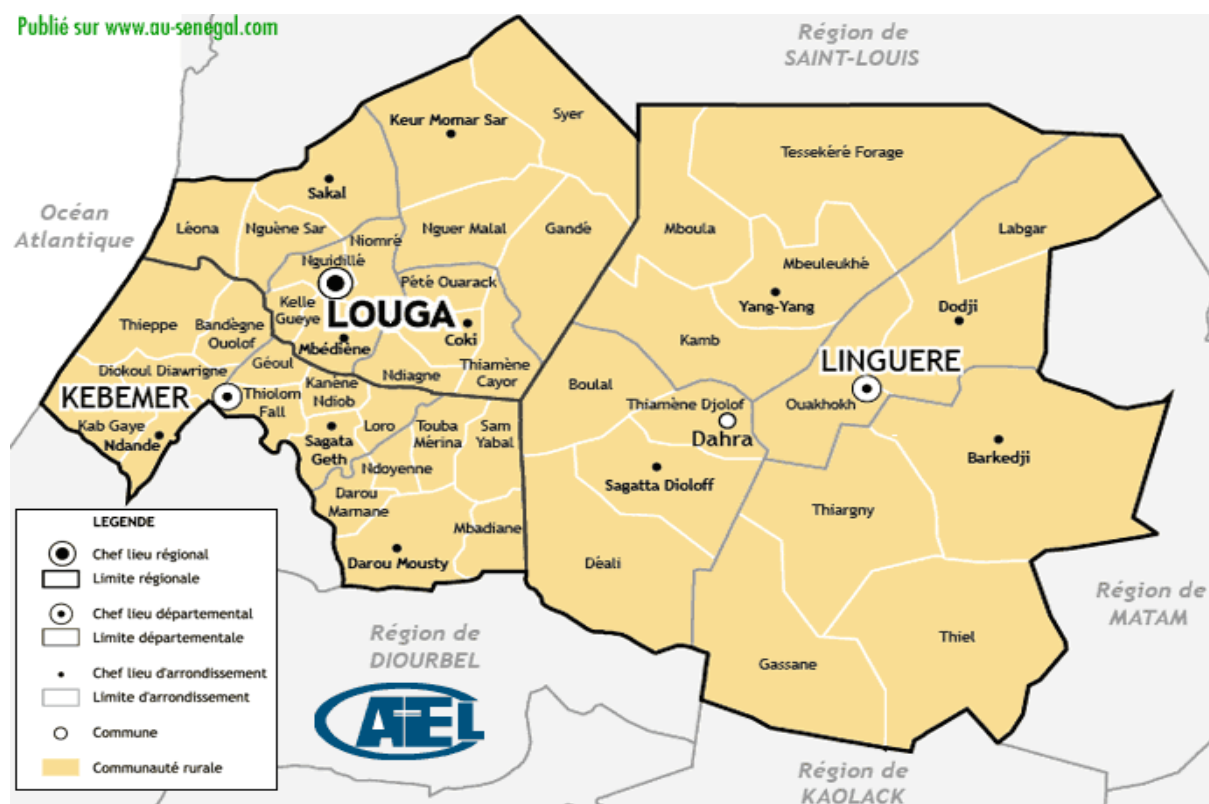 Publié sur www.au-senegal.com
Région de
SAINT-LOUIS
Océan
Atlantique
Keur Momar Sar
Syer
Sakal
Léona
Nguène Sar
Niomré
Nguer Malal
Gandé
Nguidillé
Pété Ouarack
Kelle
Gueye
LOUGA
Mbédiène
Coki
Thiamène
Cayor
Ndiagne
Tessekéré Forage
Mboula
Labgar
Mbeuleukhé
Yang-Yang
Dodji
Kamb
LINGUERE
Boulal
Thiamène Djolof
Ouakhokh
Dahra
Barkedji
Sagatta Dioloff
Thiargny
Déali
Thiel
Gassane
Thieppe
Bandègne
Ouolof
Diokoul Diawrigne
Géoul
KEBEMER
Thiolom
Fall
Kanène
Ndiob
Kab Gaye
Ndande
Sagata
Geth
Loro
Touba
Mérina
Sam
Yabal
Ndoyenne
Darou
Marnane
Mbadiane
Darou Mousty
LEGENDE
Chef lieu régional
Limite régionale
Chef lieu départemental
Limite départementale
Chef lieu d'arrondissement
Limite d'arrondissement
Commune
Communauté rurale
Région de
DIOURBEL
AIEL
Région de
MATAM
Région de
KAOLACK